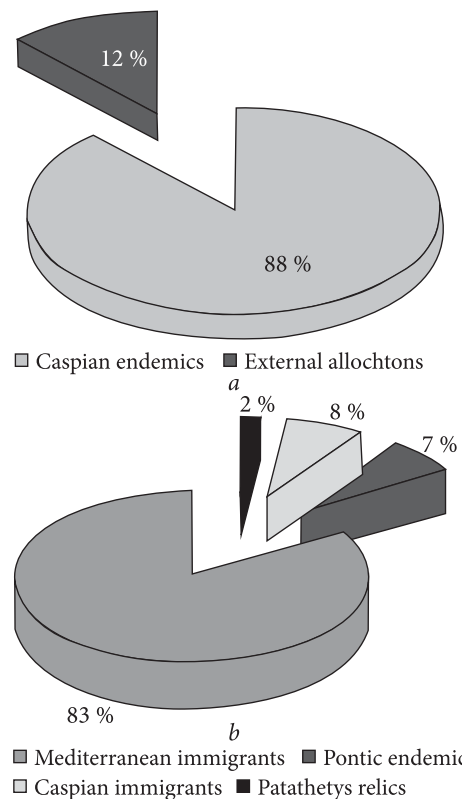 12 %
88 %
Caspian endemics External allochtons
a
2 % 8 %
7 %
83 %
b
Mediterranean immigrants Pontic endemic
Caspian immigrants Patathetys relics